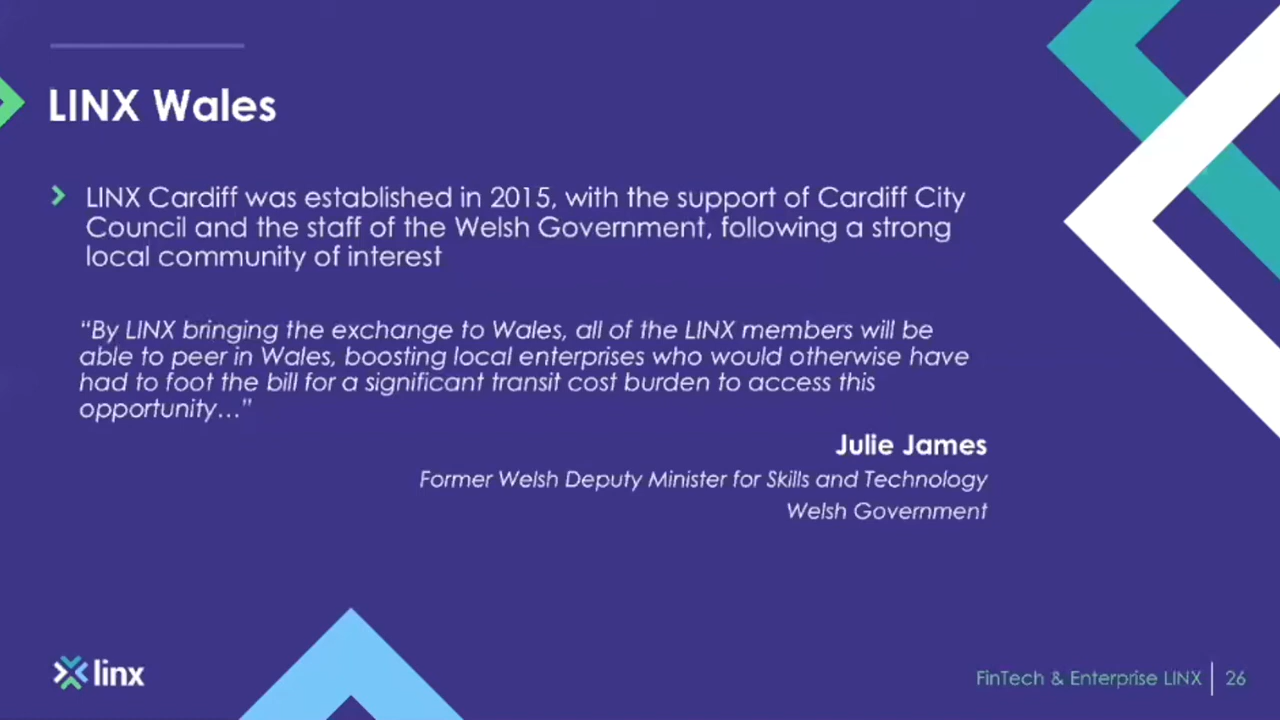 LINX Wales
LINX Cardiff was established in 2015, with the support of Cardiff City
Council and the staff of the Welsh Government, following a strong
local community of interest
“By LINX bringing the exchange to Wales, all of the LINX members will be
able to peer in Wales, boosting local enterprises who would otherwise have
had to foot the bill for a significant transit cost burden to access this
opportunity…”
Julie James
Former Welsh Deputy Minister for Skills and Technology
Welsh Government
linx
FinTech & Enterprise LINX 26